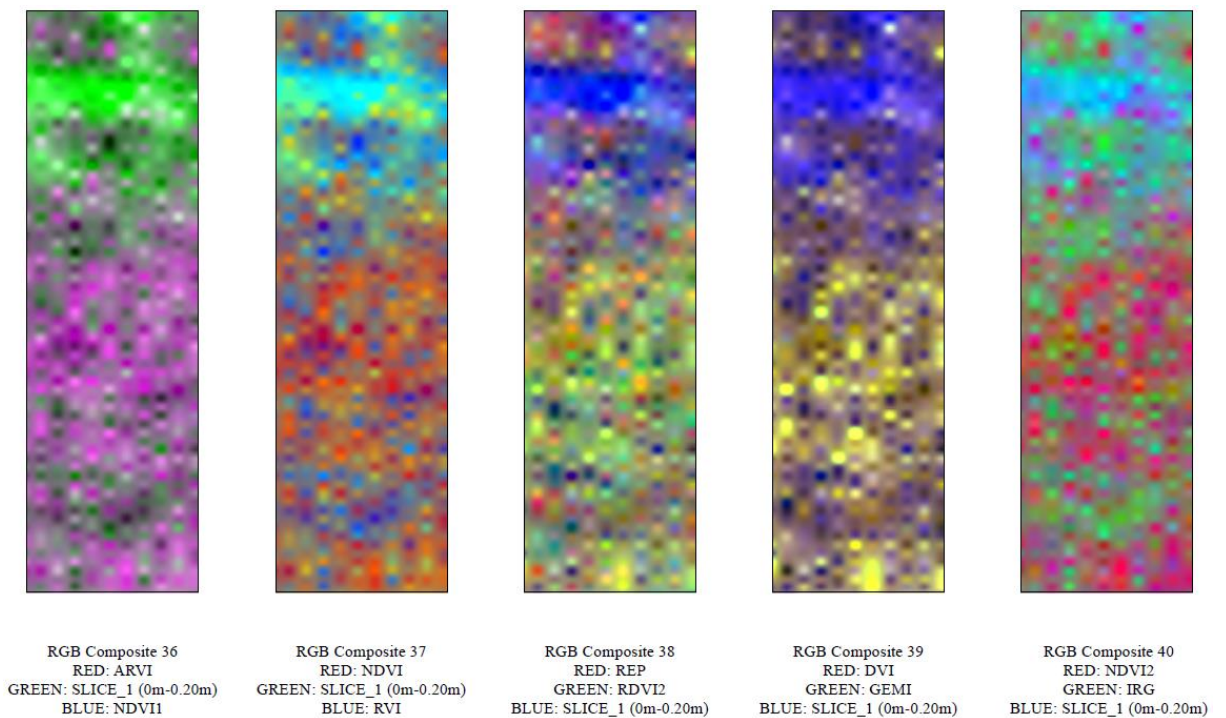 RGB Composite 36
RED: ARVI
GREEN: SLICE_1 (0m-0.20m)
BLUE: NDVI1
RGB Composite 37
RED: NDVI
GREEN: SLICE_1 (0m-0.20m)
BLUE: RVI
RGB Composite 38
RED: REP
GREEN: RDVI2
BLUE: SLICE_1 (0m-0.20m)
RGB Composite 39
RED: DVI
GREEN: GEMI
BLUE: SLICE_1 (0m-0.20m)
RGB Composite 40
RED: NDVI2
GREEN: IRG
BLUE: SLICE_1 (0m-0.20m)